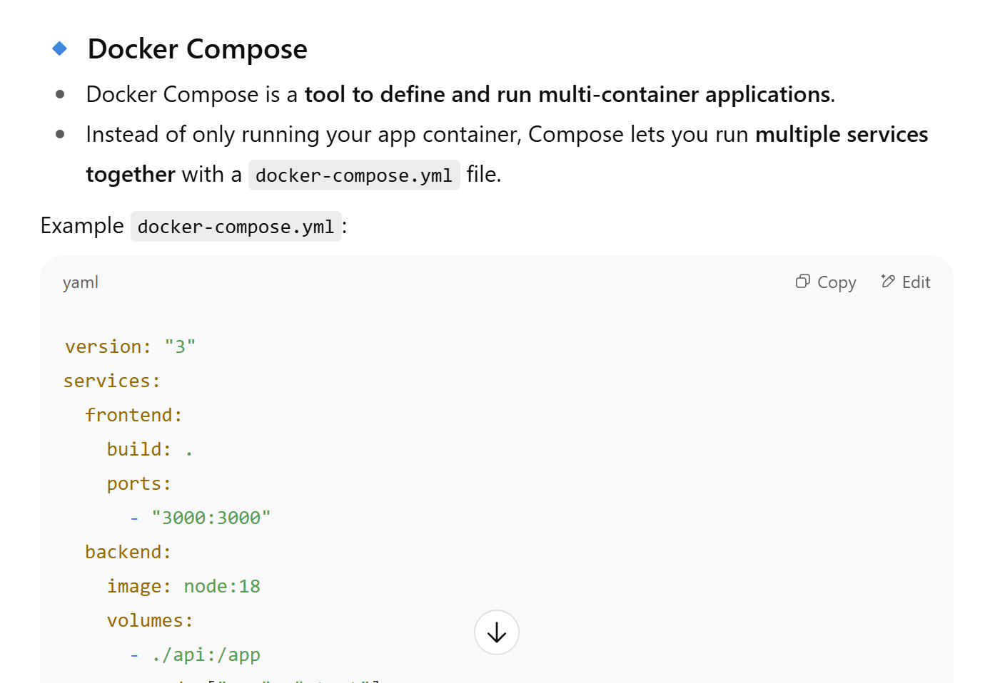 Docker Compose
Docker Compose is a tool to define and run multi-container applications.
Instead of only running your app container, Compose lets you run multiple services
together with a docker-compose.yml file.
Example docker-compose.yml:
yaml
Copy
Edit
version: "3"
services:
  frontend:
    build: .
    ports:
      - "3000:3000"
  backend:
    image: node:18
    volumes:
      - ./api:/app